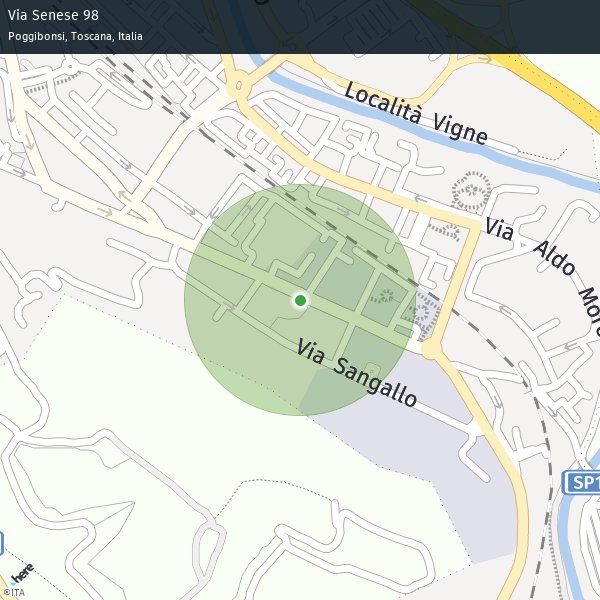 Via Senese 98
Poggibonsi, Toscana, Italia
Località Vigne
Via Aldo Moro
Via Sangallo
SP1
here
©ITA